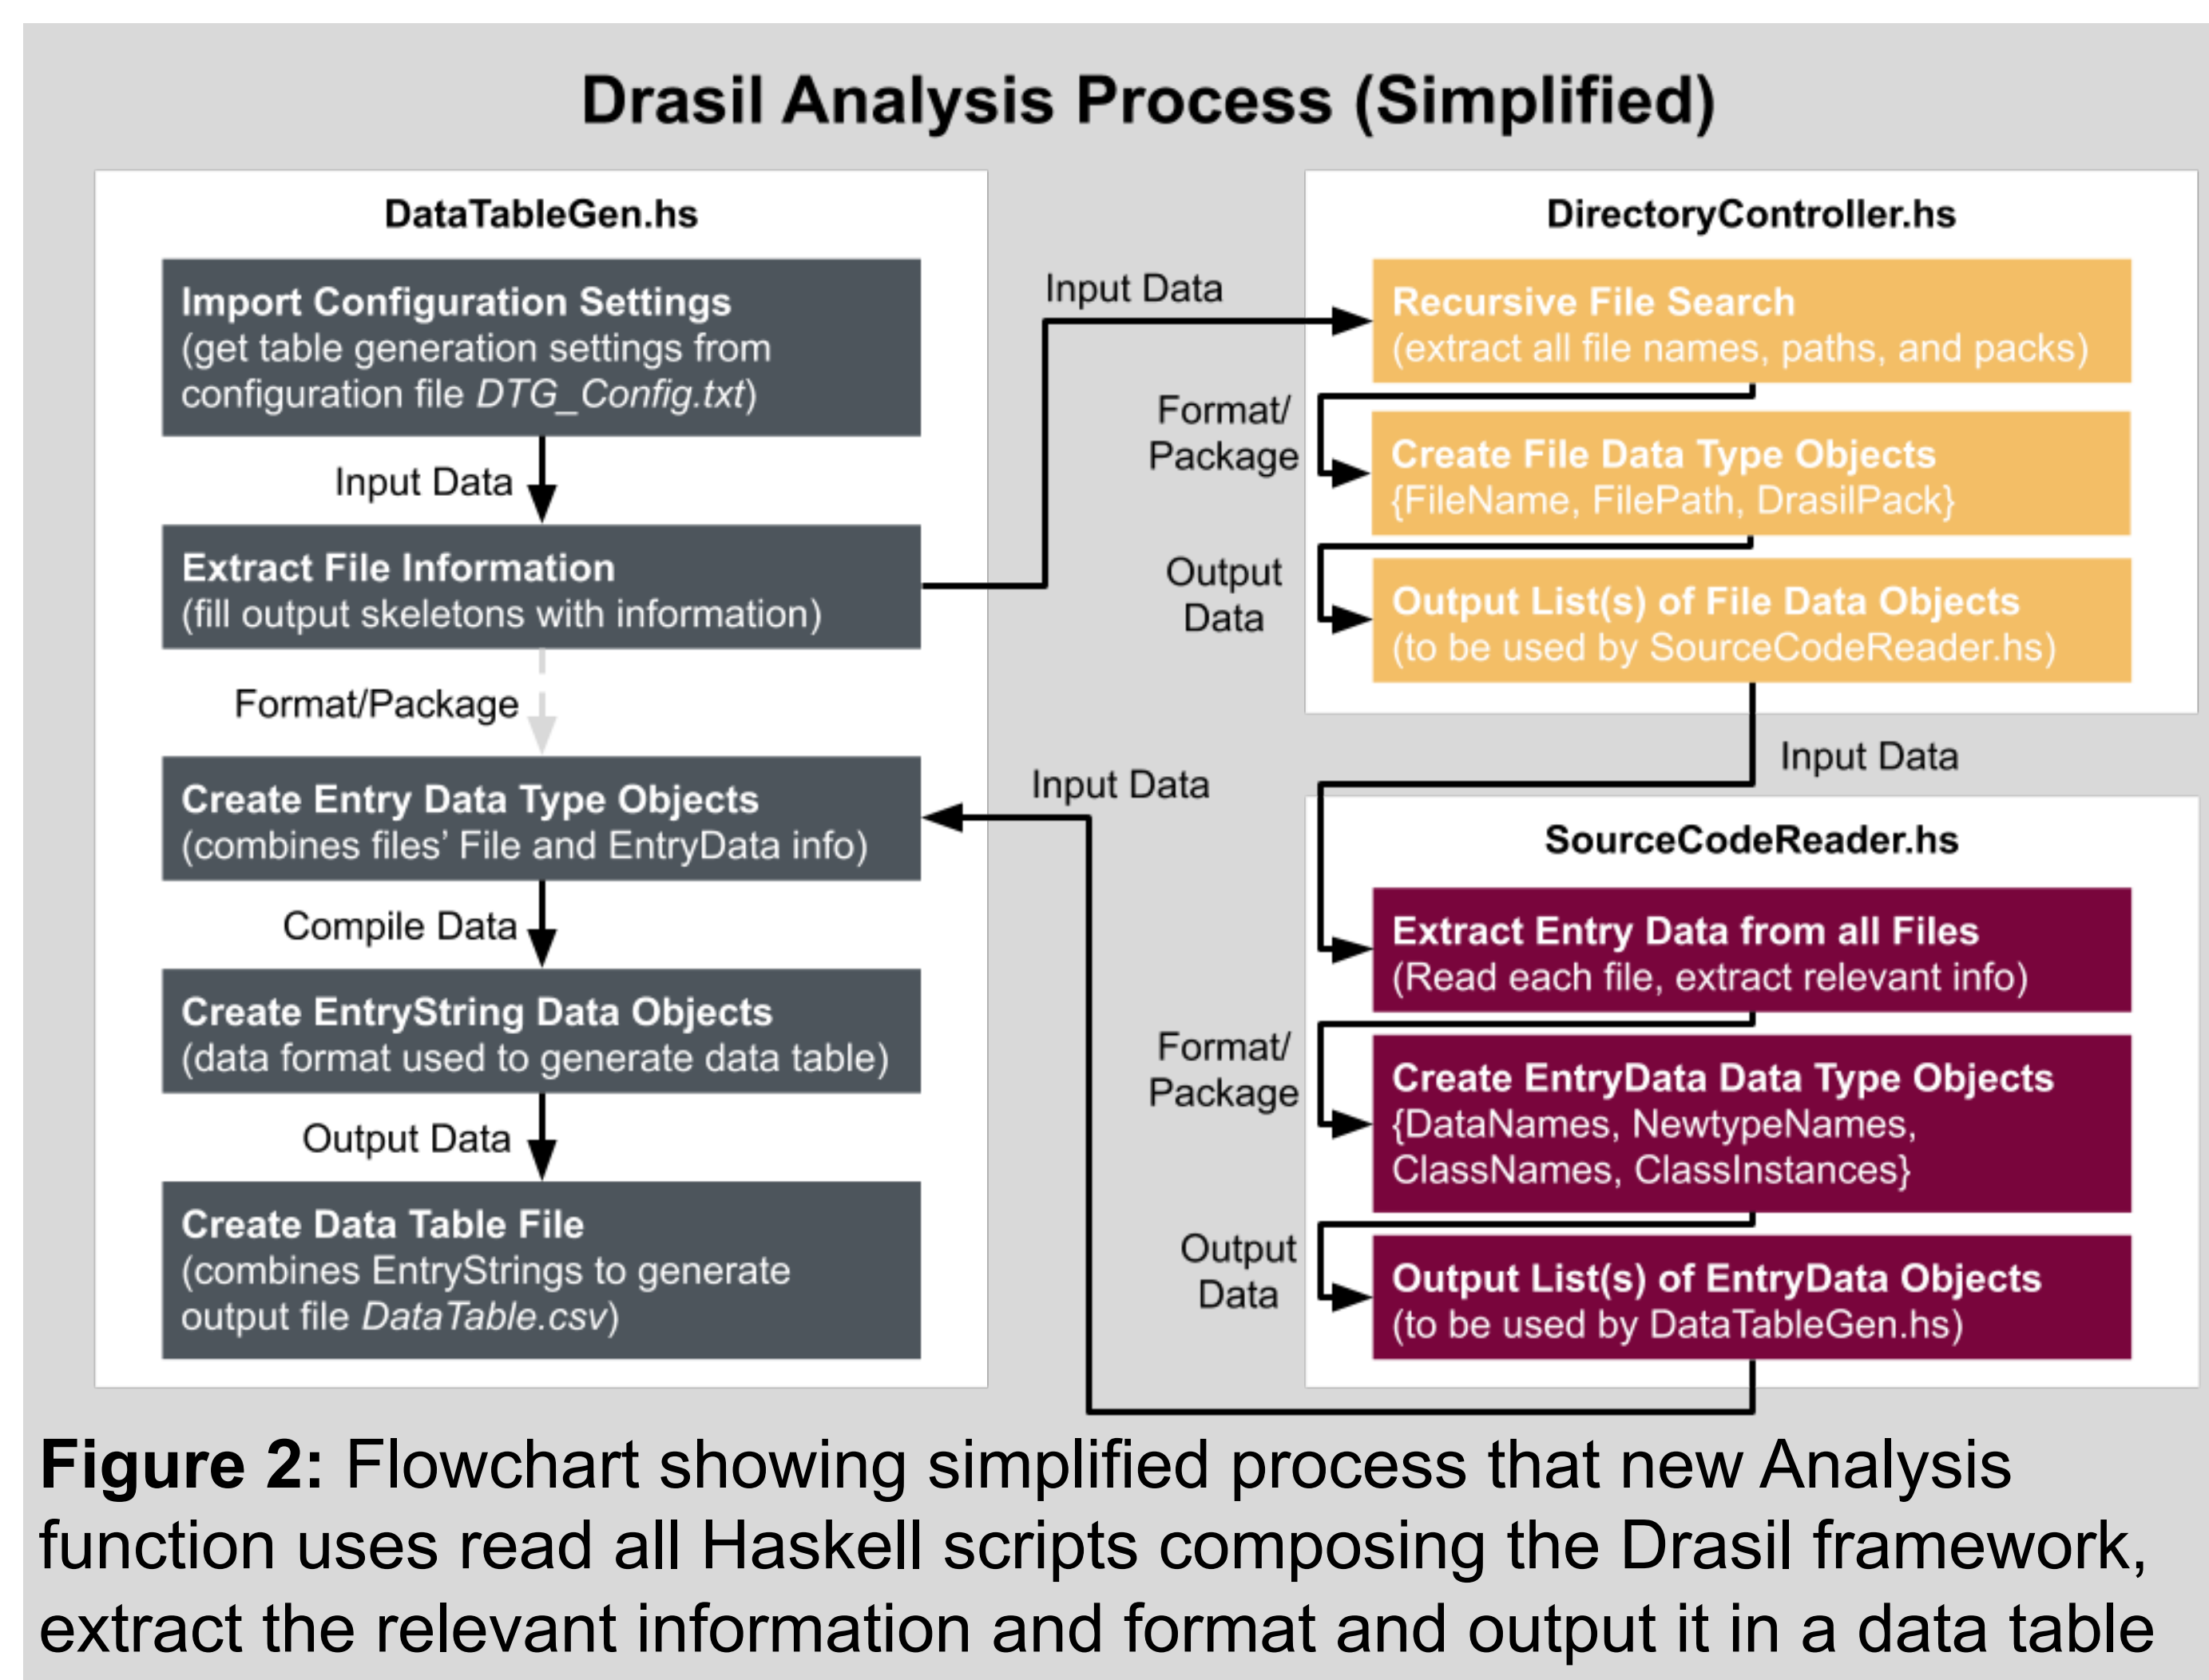 Drasil Analysis Process (Simplified)
DataTableGen.hs
Import Configuration Settings
(get table generation settings from
configuration file DTG_Config.txt)
Input Data
Extract File Information
(fill output skeletons with information)
Format/Package
Create Entry Data Type Objects
(combines files’ File and EntryData info)
Compile Data
Create EntryString Data Objects
(data format used to generate data table)
Output Data
Create Data Table File
(combines EntryStrings to generate
output file DataTable.csv)
Input Data
DirectoryController.hs
Recursive File Search
(extract all file names, paths, and packs)
Format/
Package
Create File Data Type Objects
{FileName, FilePath, DrasilPack}
Output
Data
Output List(s) of File Data Objects
(to be used by SourceCodeReader.hs)
Input Data
SourceCodeReader.hs
Extract Entry Data from all Files
(Read each file, extract relevant info)
Format/
Package
Create EntryData Data Type Objects
{DataNames, NewtypeNames,
ClassNames, ClassInstances}
Output
Data
Output List(s) of EntryData Objects
(to be used by DataTableGen.hs)
Input Data
Figure 2: Flowchart showing simplified process that new Analysis
function uses read all Haskell scripts composing the Drasil framework,
extract the relevant information and format and output it in a data table